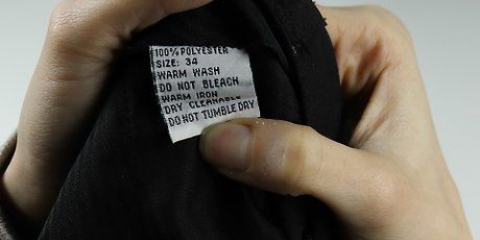 100% POLYESTER
SIZE: 34
WARM WASH
DO NOT BLEACH
WARM IRON
DRY CLEANABLE
DO NOT TUMBLE DRY